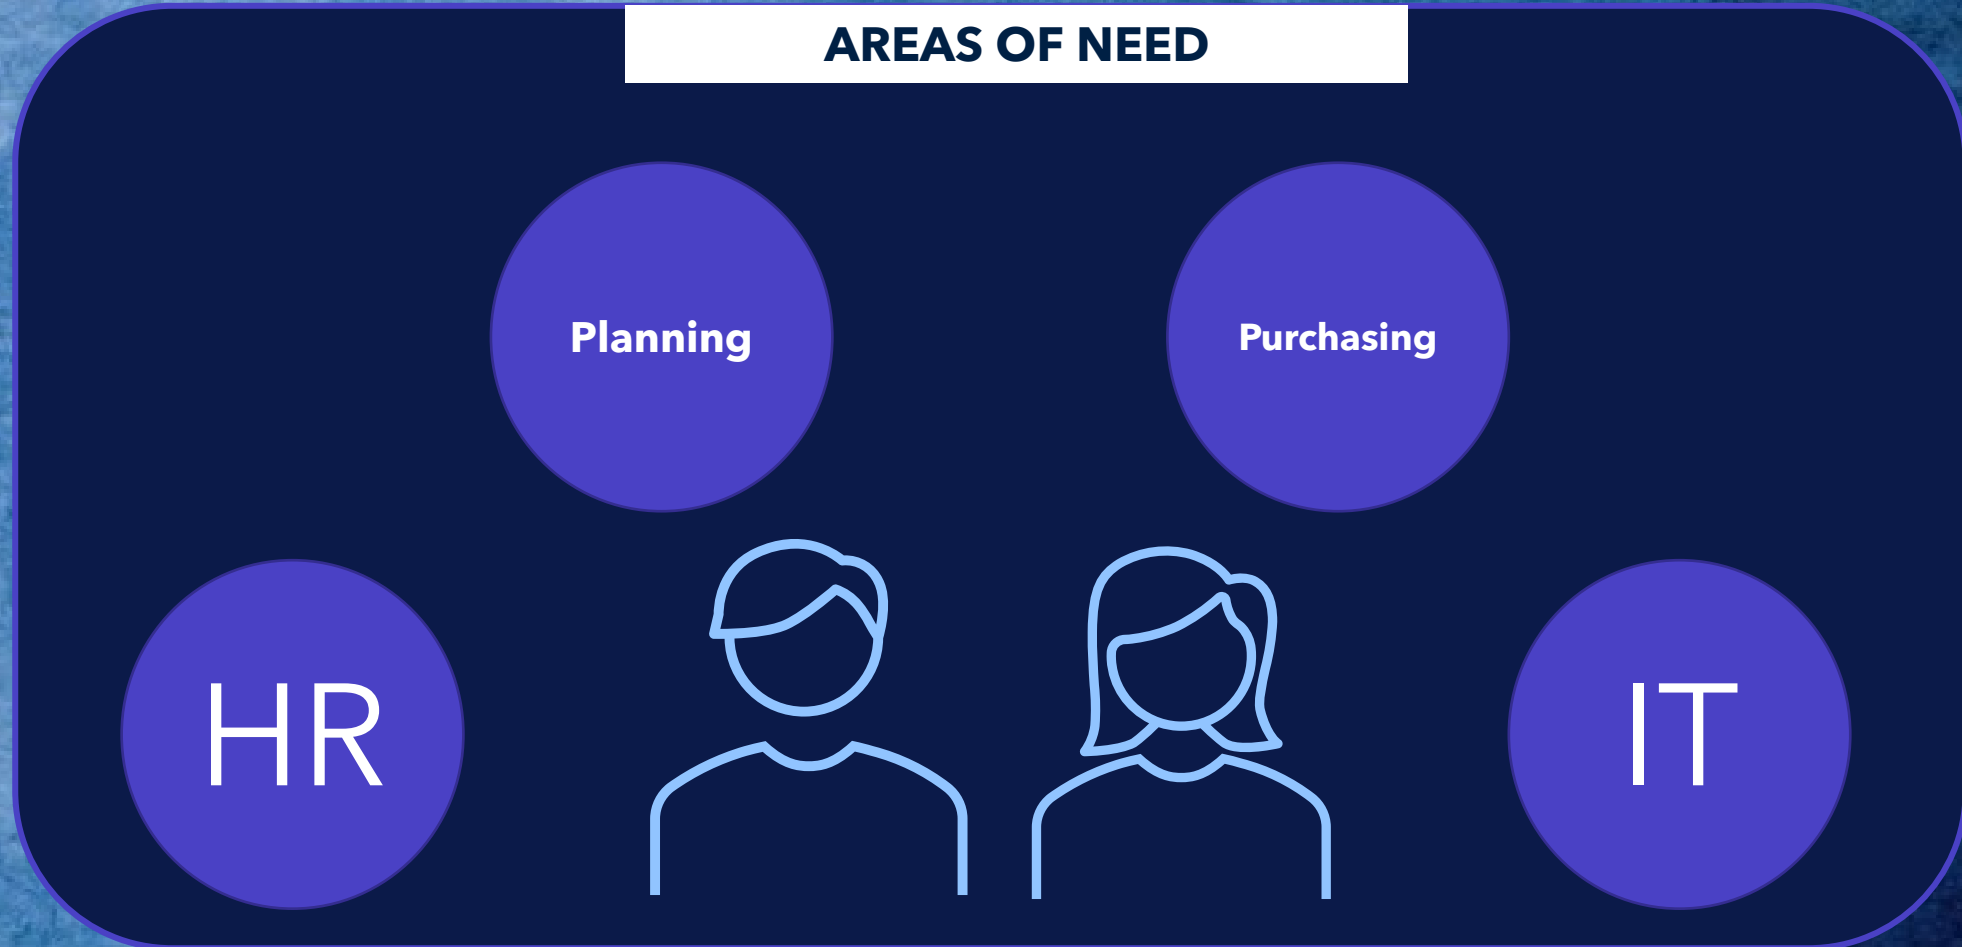 AREAS OF NEED
Planning
Purchasing
HR
IT